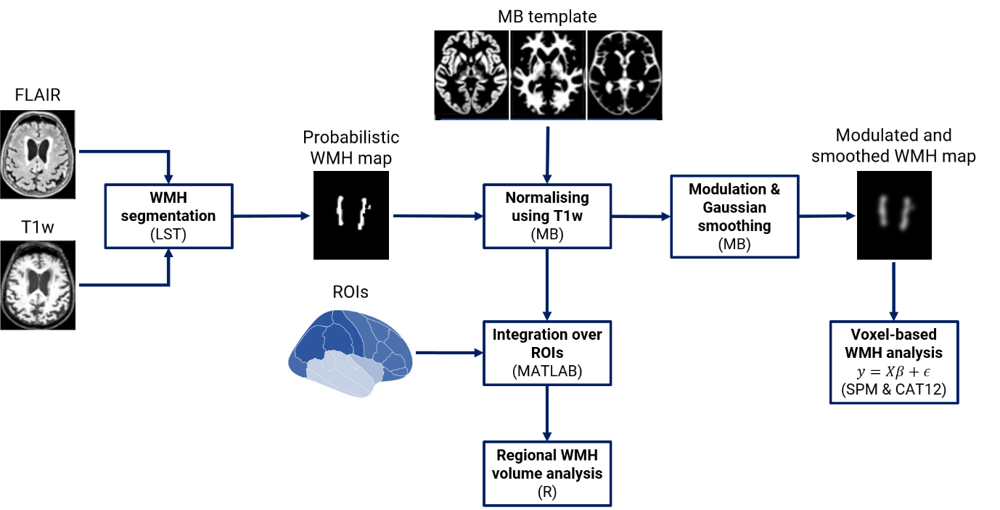 MB template
FLAIR
T1w
WMH
segmentation
(LST)
Probabilistic
WMH map
Normalising
using T1w
(MB)
Modulation &
Gaussian
smoothing
(MB)
Modulated and
smoothed WMH map
ROIs
Integration over
ROIs
(MATLAB)
Voxel-based
WMH analysis
y = Xβ + ϵ
(SPM & CAT12)
Regional WMH
volume analysis
(R)